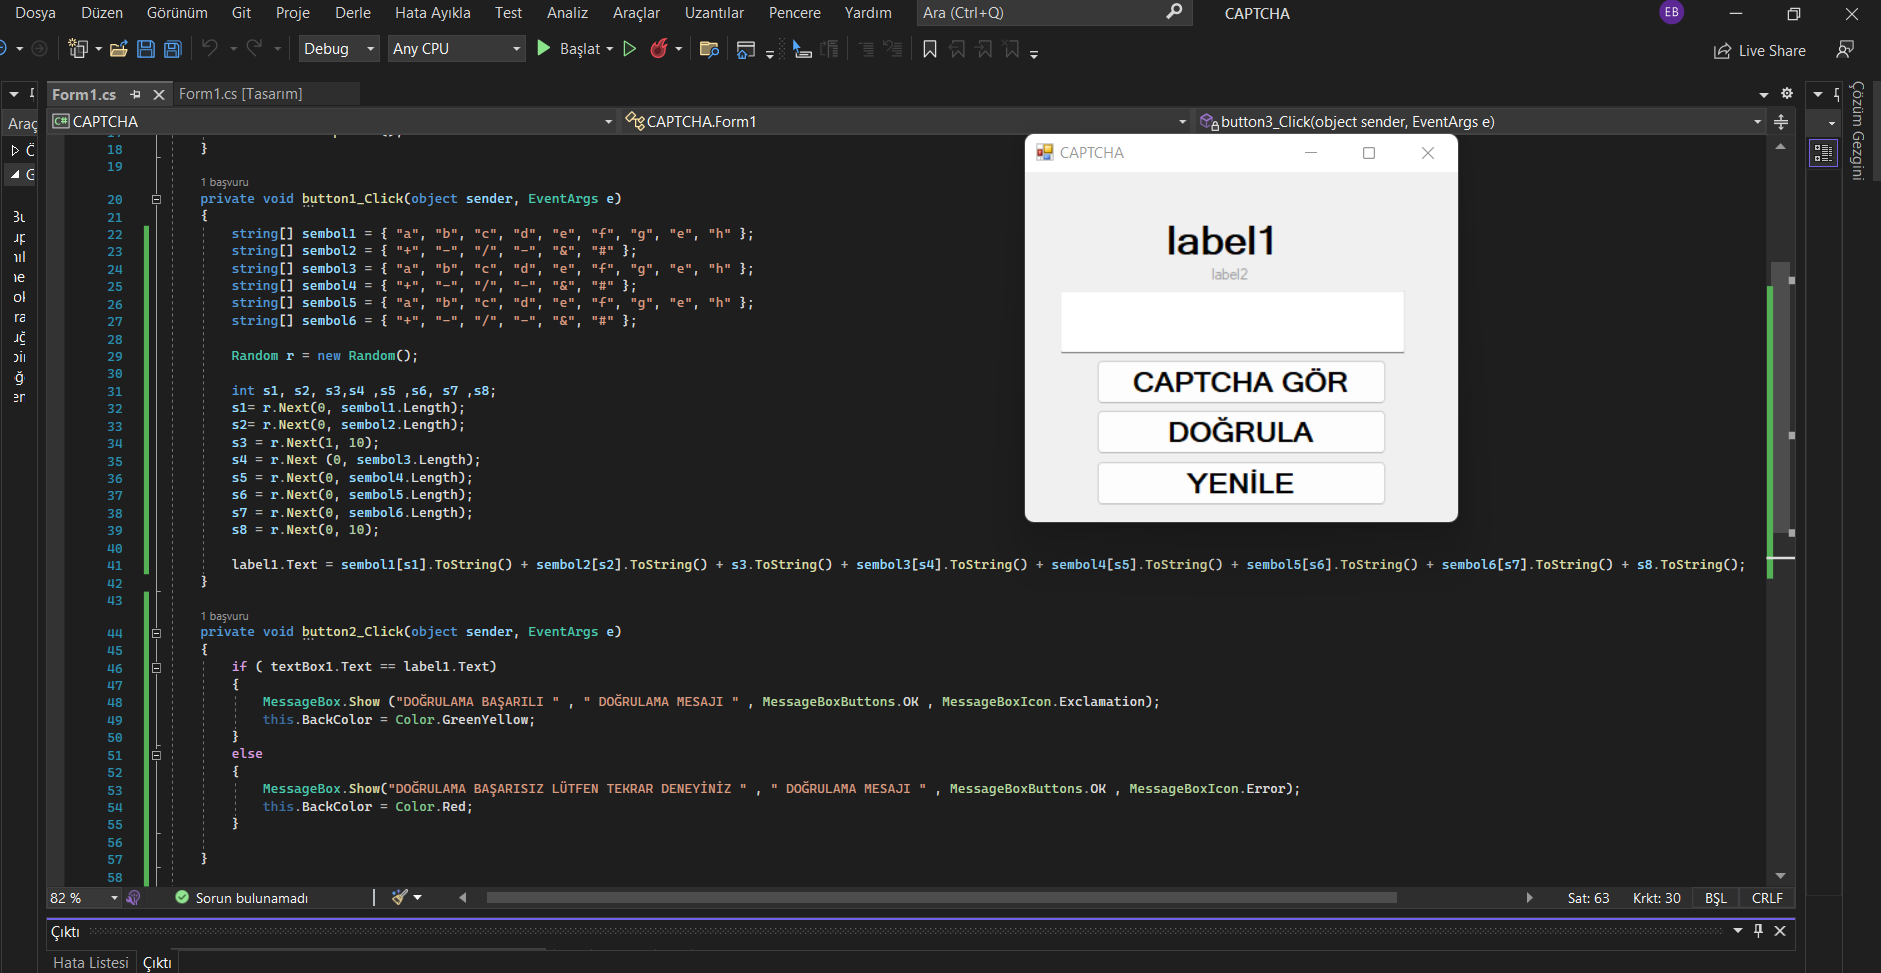 Dosya Düzen Görünüm Git Proje Derle Hata Ayıkla Test Analiz Araçlar Uzantılar Pencere Yardım Ara (Ctrl+Q) CAPTCHA EB
Debug Any CPU Başlat Live Share
Form1.cs Form1.cs [Tasarım]
CAPTCHA CAPTCHA.Form1 button3_Click(object sender, EventArgs e)
Çözüm Gezgini
18 }
19
1 başvuru
20 private void button1_Click(object sender, EventArgs e)
21 {
22 string[] sembol1 = { "a", "b", "c", "d", "e", "f", "g", "e", "h" };
23 string[] sembol2 = { "+", "-", "/", "-", "&", "#" };
24 string[] sembol3 = { "a", "b", "c", "d", "e", "f", "g", "e", "h" };
25 string[] sembol4 = { "+", "-", "/", "-", "&", "#" };
26 string[] sembol5 = { "a", "b", "c", "d", "e", "f", "g", "e", "h" };
27 string[] sembol6 = { "+", "-", "/", "-", "&", "#" };
28
29 Random r = new Random();
30
31 int s1, s2, s3,s4 ,s5 ,s6, s7 ,s8;
32 s1= r.Next(0, sembol1.Length);
33 s2= r.Next(0, sembol2.Length);
34 s3 = r.Next(1, 10);
35 s4 = r.Next (0, sembol3.Length);
36 s5 = r.Next(0, sembol4.Length);
37 s6 = r.Next(0, sembol5.Length);
38 s7 = r.Next(0, sembol6.Length);
39 s8 = r.Next(0, 10);
40
41 label1.Text = sembol1[s1].ToString() + sembol2[s2].ToString() + s3.ToString() + sembol3[s4].ToString() + sembol4[s5].ToString() + sembol5[s6].ToString() + sembol6[s7].ToString() + s8.ToString();
42 }
43
1 başvuru
44 private void button2_Click(object sender, EventArgs e)
45 {
46 if ( textBox1.Text == label1.Text)
47 {
48 MessageBox.Show ("DOĞRULAMA BAŞARILI " , " DOĞRULAMA MESAJI " , MessageBoxButtons.OK , MessageBoxIcon.Exclamation);
49 this.BackColor = Color.GreenYellow;
50 }
51 else
52 {
53 MessageBox.Show("DOĞRULAMA BAŞARISIZ LÜTFEN TEKRAR DENEYİNİZ " , " DOĞRULAMA MESAJI " , MessageBoxButtons.OK , MessageBoxIcon.Error);
54 this.BackColor = Color.Red;
55 }
56
57 }
58
CAPTCHA
label1
label2
CAPTCHA GÖR
DOĞRULA
YENİLE
82 % Sorun bulunamadı Sat: 63 Krkt: 30 BŞL CRLF
Çıktı
Hata Listesi Çıktı